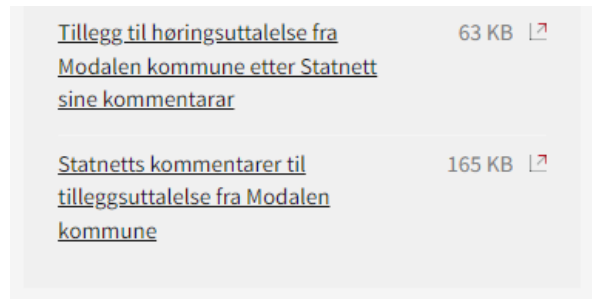 Tillegg til høringsuttalelse fra 63 KB
Modalen kommune etter Statnett
sine kommentarar
Statnetts kommentarer til 165 KB
tilleggsuttalelse fra Modalen
kommune